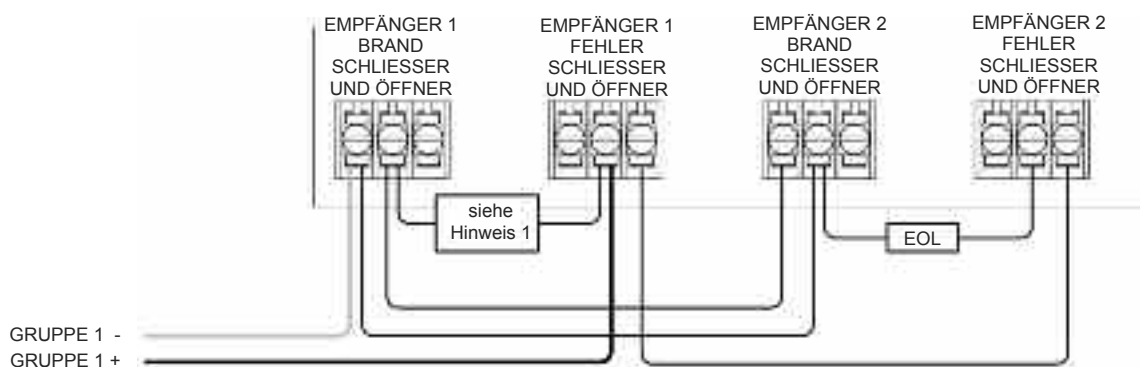 EMPFÄNGER 1
BRAND
SCHLIESSER
UND ÖFFNER
EMPFÄNGER 1
FEHLER
SCHLIESSER
UND ÖFFNER
EMPFÄNGER 2
BRAND
SCHLIESSER
UND ÖFFNER
EMPFÄNGER 2
FEHLER
SCHLIESSER
UND ÖFFNER
siehe
Hinweis 1
EOL
GRUPPE 1 -
GRUPPE 1 +